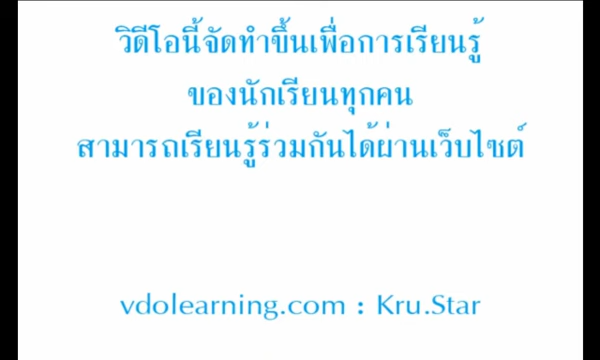 วิดีโอนี้จัดทำขึ้นเพื่อการเรียนรู้
ของนักเรียนทุกคน
สามารถเรียนรู้ร่วมกันได้ผ่านเว็บไซต์
vdolearning.com : Kru.Star